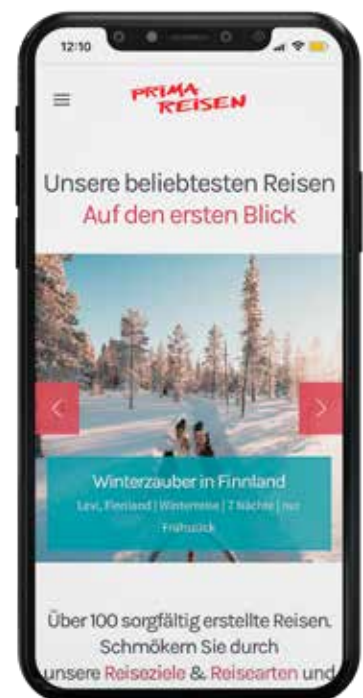 12:10
PRIMA
REISEN
Unsere beliebtesten Reisen
Auf den ersten Blick
Winterzauber in Finnland
Levi, Finnland | Winterreise | 7 Nächte | nur
Frühstück
Über 100 sorgfältig erstellte Reisen.
Schmökern Sie durch
unsere Reiseziele & Reisearten und